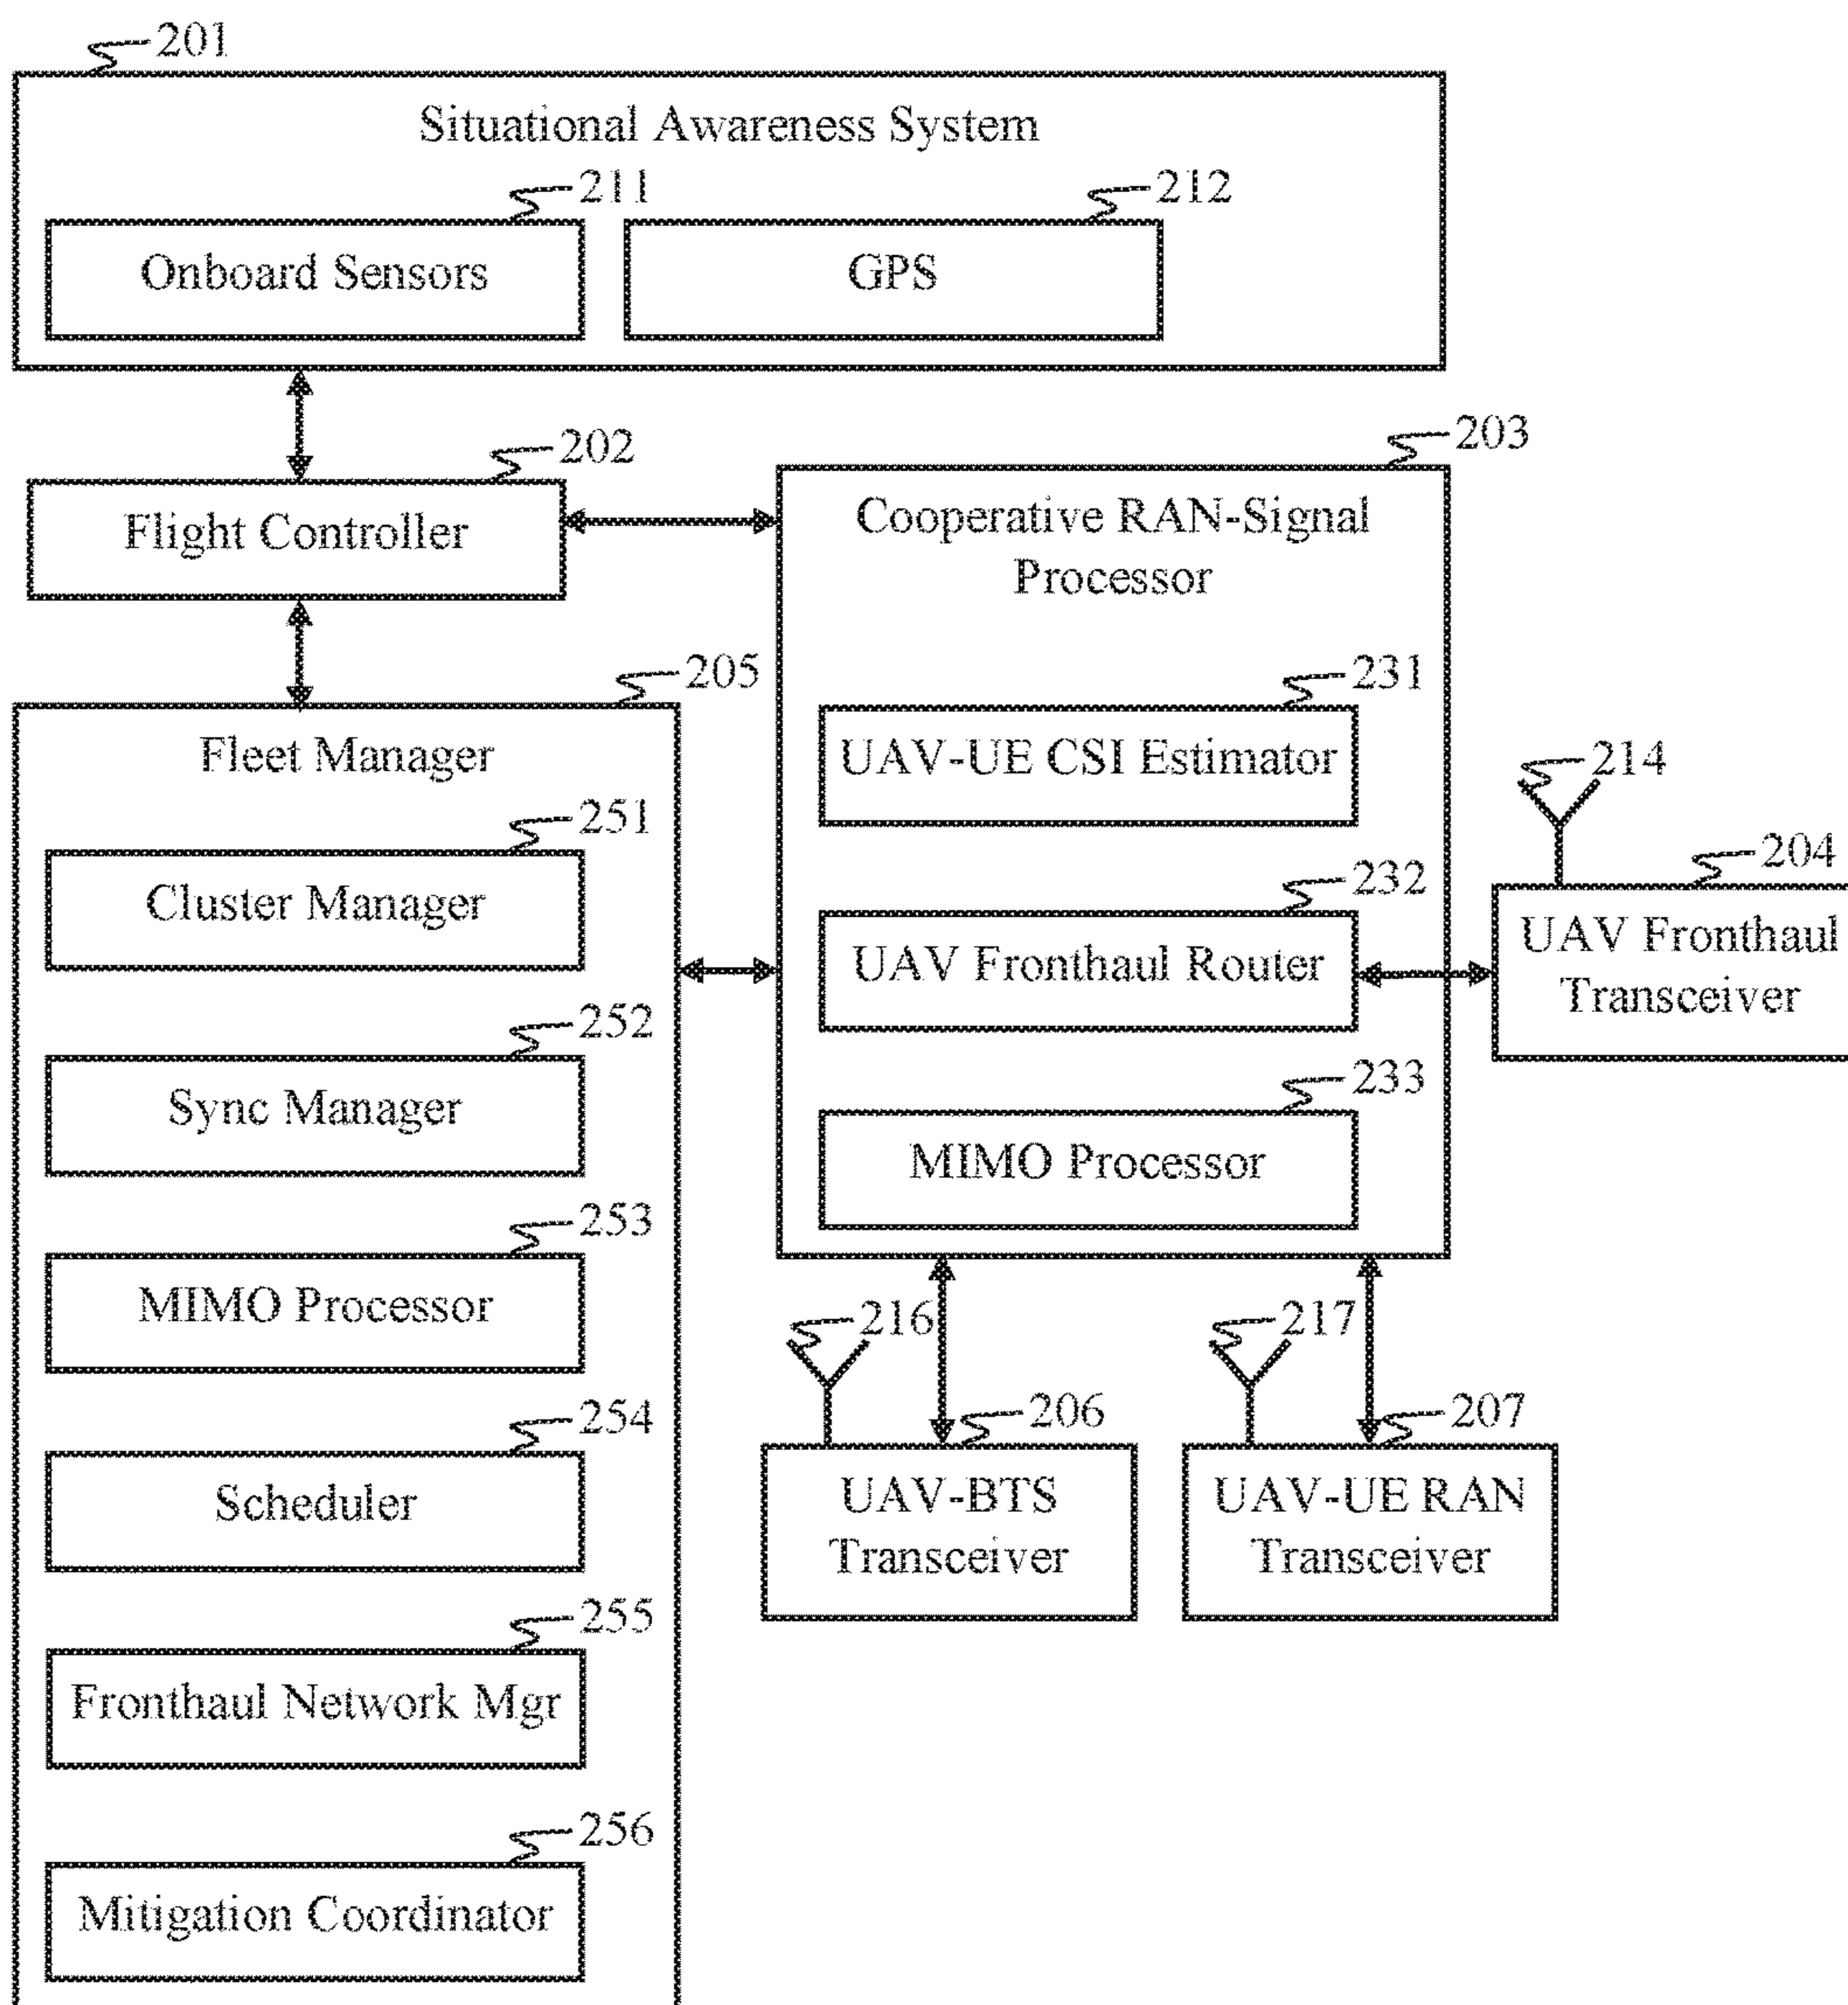 201
Situational Awareness System
211
212
Onboard Sensors
GPS
202
Flight Controller
203
Cooperative RAN-Signal
Processor
205
Fleet Manager
231
UAV-UE CSI Estimator
251
Cluster Manager
232
UAV Fronthaul Router
214
204
UAV Fronthaul
Transceiver
252
Sync Manager
233
MIMO Processor
253
MIMO Processor
216
217
254
Scheduler
206
UAV-BTS
Transceiver
207
UAV-UE RAN
Transceiver
255
Fronthaul Network Mgr
256
Mitigation Coordinator